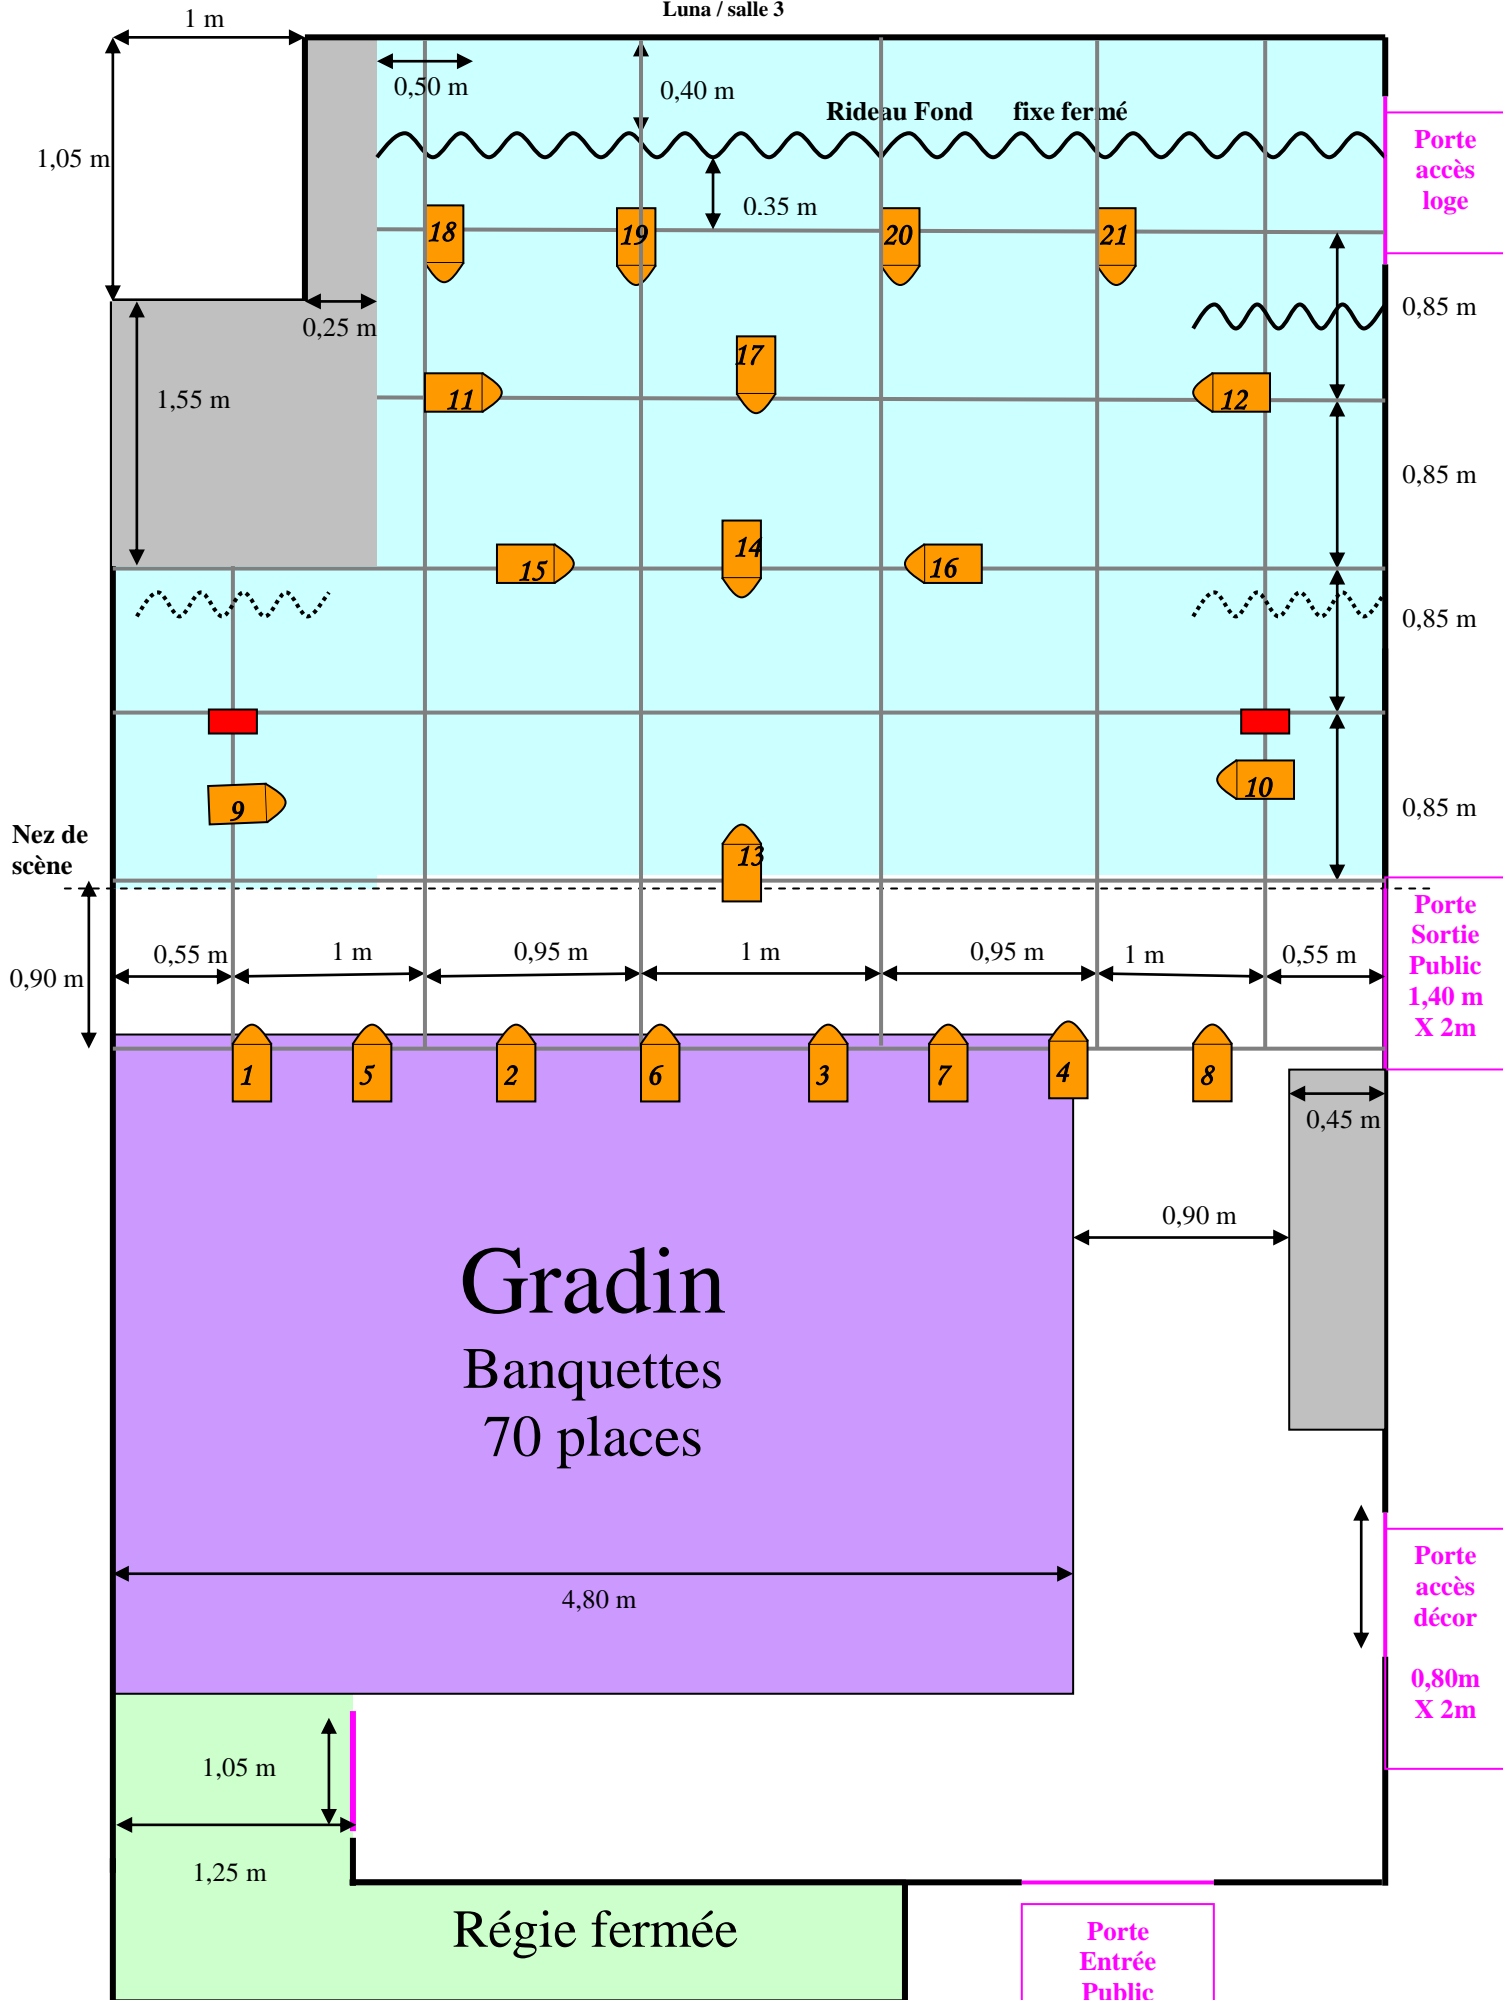 Luna / salle 3
1 m
0,50 m
0,40 m
Rideau Fond fixe fermé
1,05 m
Porte
accès
loge
0.35 m
18
19
20
21
0,25 m
0,85 m
17
1,55 m
11
12
0,85 m
14
15
16
0,85 m
9
10
0,85 m
Nez de
scène
13
Porte
Sortie
Public
1,40 m
X 2m
0,90 m
0,55 m
1 m
0,95 m
1 m
0,95 m
1 m
0,55 m
1
5
2
6
3
7
4
8
0,45 m
0,90 m
Gradin
Banquettes
70 places
4,80 m
Porte
accès
décor
0,80m
X 2m
1,05 m
1,25 m
Régie fermée
Porte
Entrée
Public